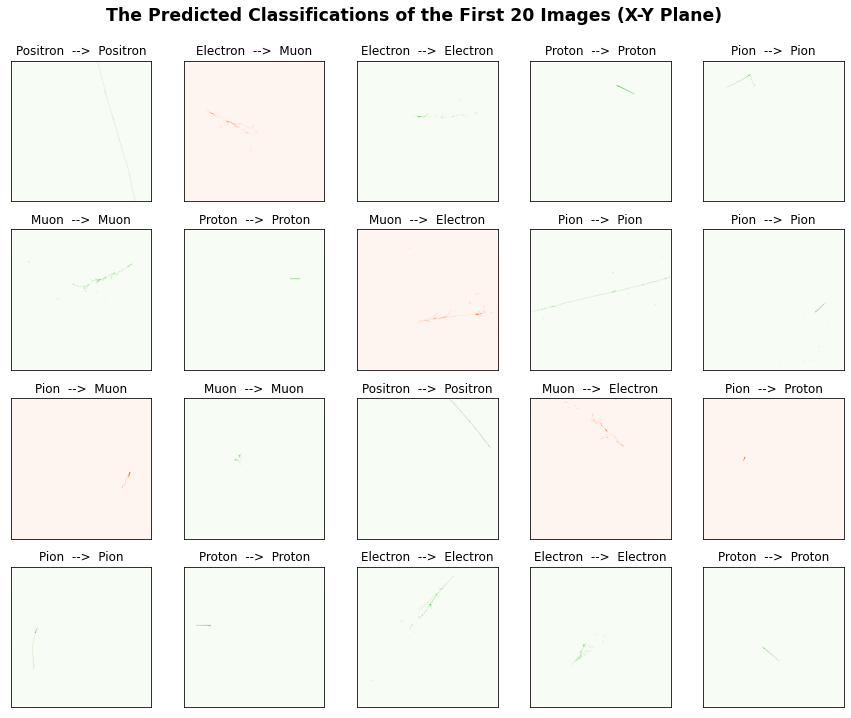 The Predicted Classifications of the First 20 Images (X-Y Plane)
Positron --> Positron
Electron --> Muon
Electron --> Electron
Proton --> Proton
Pion --> Pion
Muon --> Muon
Proton --> Proton
Muon --> Electron
Pion --> Pion
Pion --> Pion
Pion --> Muon
Muon --> Muon
Positron --> Positron
Muon --> Electron
Pion --> Proton
Pion --> Pion
Proton --> Proton
Electron --> Electron
Electron --> Electron
Proton --> Proton